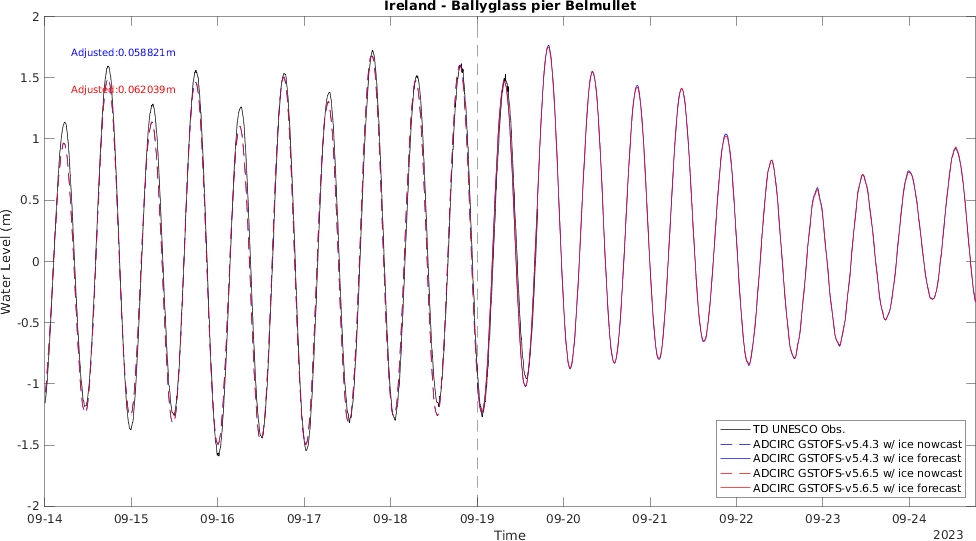 Ireland - Ballyglass pier Belmullet
2
1.5
1
0.5
0
-0.5
-1
-1.5
-2
Water Level (m)
Adjusted:0.058821m
Adjusted:0.062039m
TD UNESCO Obs.
ADCIRC GSTOFS-v5.4.3 w/ ice nowcast
ADCIRC GSTOFS-v5.4.3 w/ ice forecast
ADCIRC GSTOFS-v5.6.5 w/ ice nowcast
ADCIRC GSTOFS-v5.6.5 w/ ice forecast
09-14 09-15 09-16 09-17 09-18 09-19 09-20 09-21 09-22 09-23 09-24
Time
2023